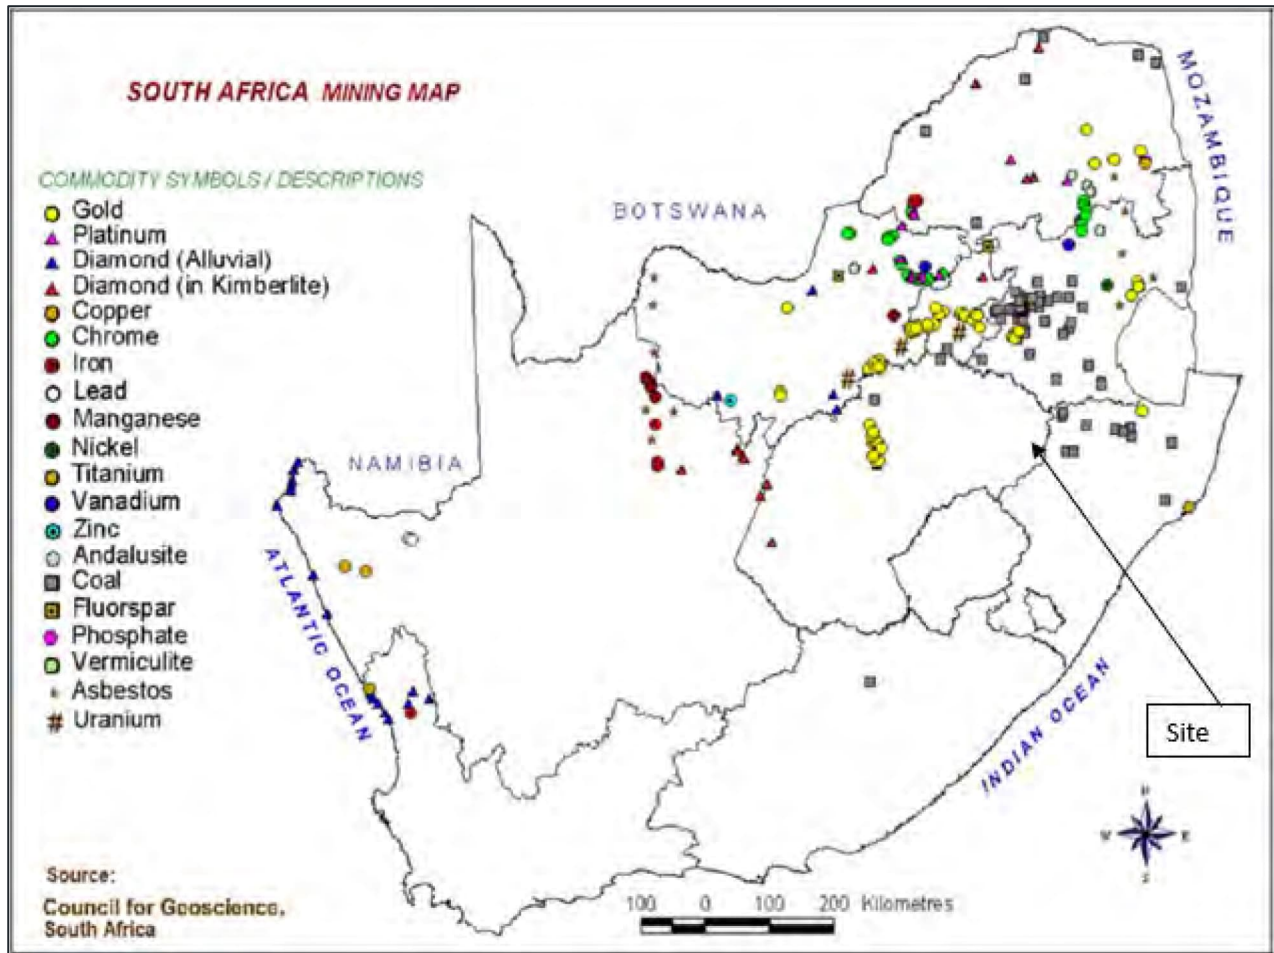 SOUTH AFRICA MINING MAP
COMMODITY SYMBOLS / DESCRIPTIONS
Gold
Platinum
Diamond (Alluvial)
Diamond (in Kimberlite)
Copper
Chrome
Iron
Lead
Manganese
Nickel
Titanium
Vanadium
Zinc
Andalusite
Coal
Fluorspar
Phosphate
Vermiculite
Asbestos
# Uranium
BOTSWANA
MOZAMBIQUE
NAMIBIA
ATLANTIC OCEAN
INDIAN OCEAN
Site
N
W E
S
Source:
Council for Geoscience,
South Africa
100 0 100 200 Kilometres